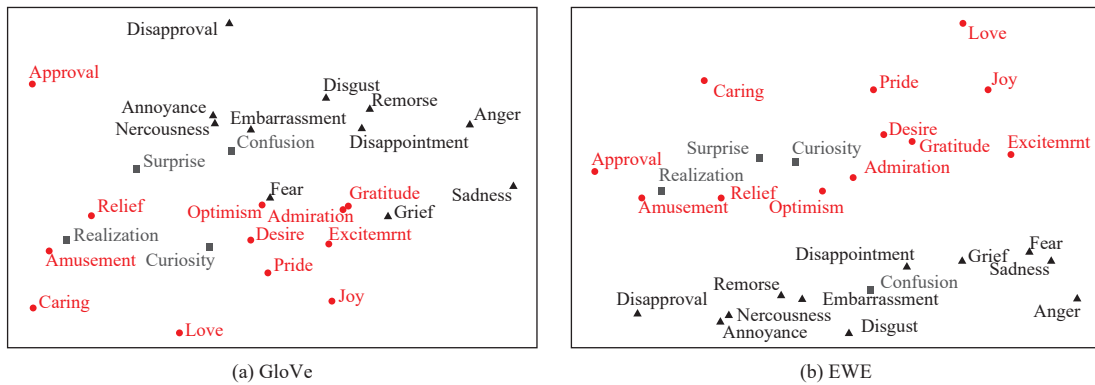 Disapproval
Approval
Disgust
Remorse
Annoyance
Nercousness
Embarrassment
Anger
Disappointment
Confusion
Surprise
Sadness
Fear
Relief
Optimism
Gratitude
Admiration
Grief
Realization
Desire
Excitemrnt
Amusement
Curiosity
Pride
Caring
Joy
Love
(a) GloVe
Love
Caring
Pride
Joy
Desire
Gratitude
Surprise
Curiosity
Excitemrnt
Approval
Realization
Admiration
Amusement
Relief
Optimism
Disappointment
Grief
Fear
Sadness
Remorse
Confusion
Disapproval
Embarrassment
Nercousness
Annoyance
Disgust
Anger
(b) EWE